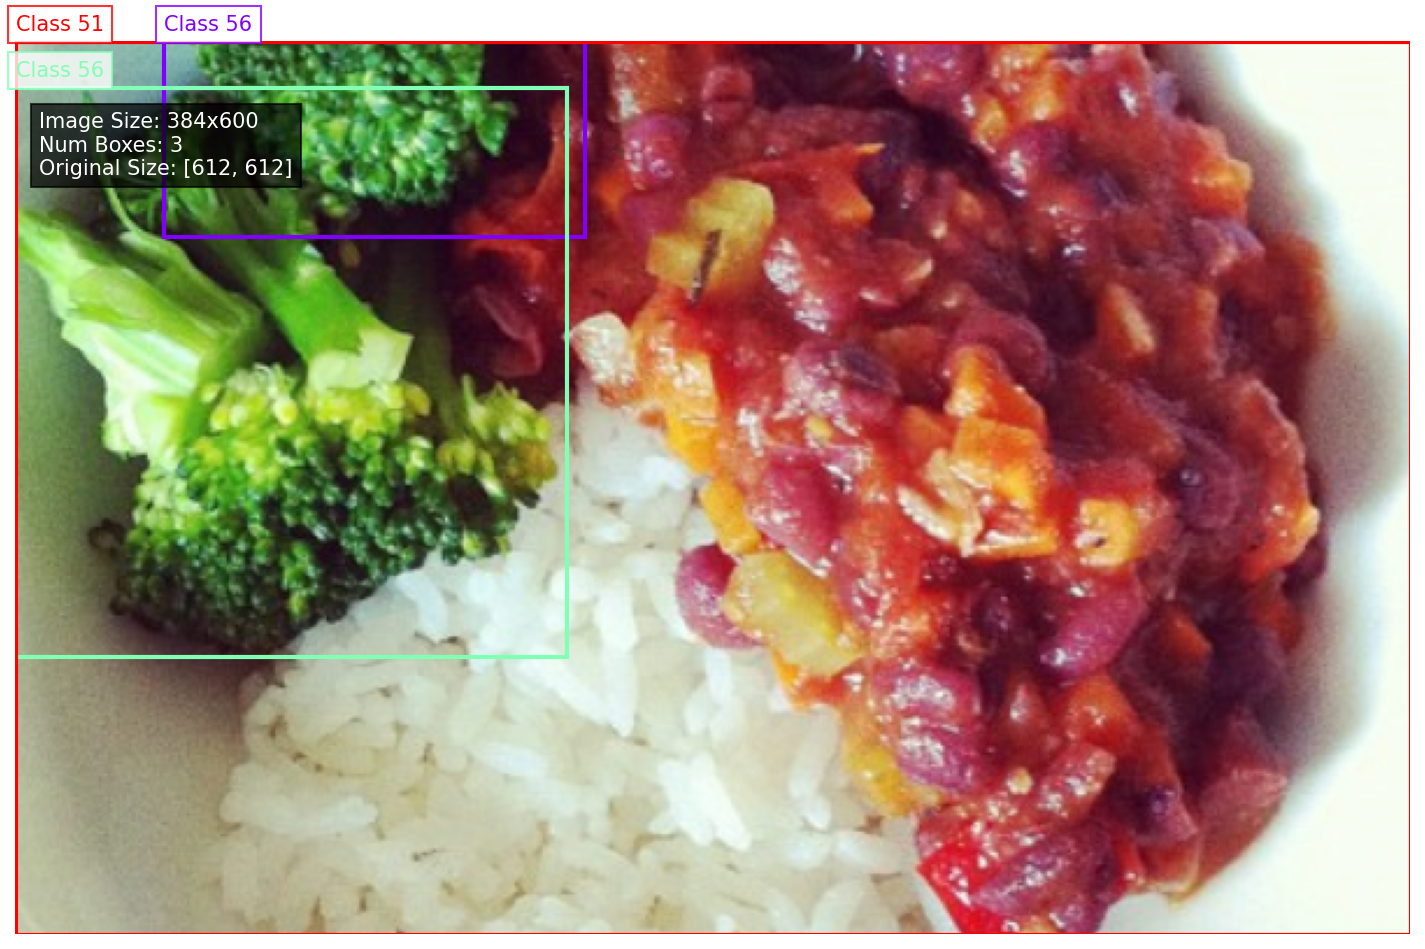 Class 51
Class 56
Class 56
Image Size: 384x600
Num Boxes: 3
Original Size: [612, 612]